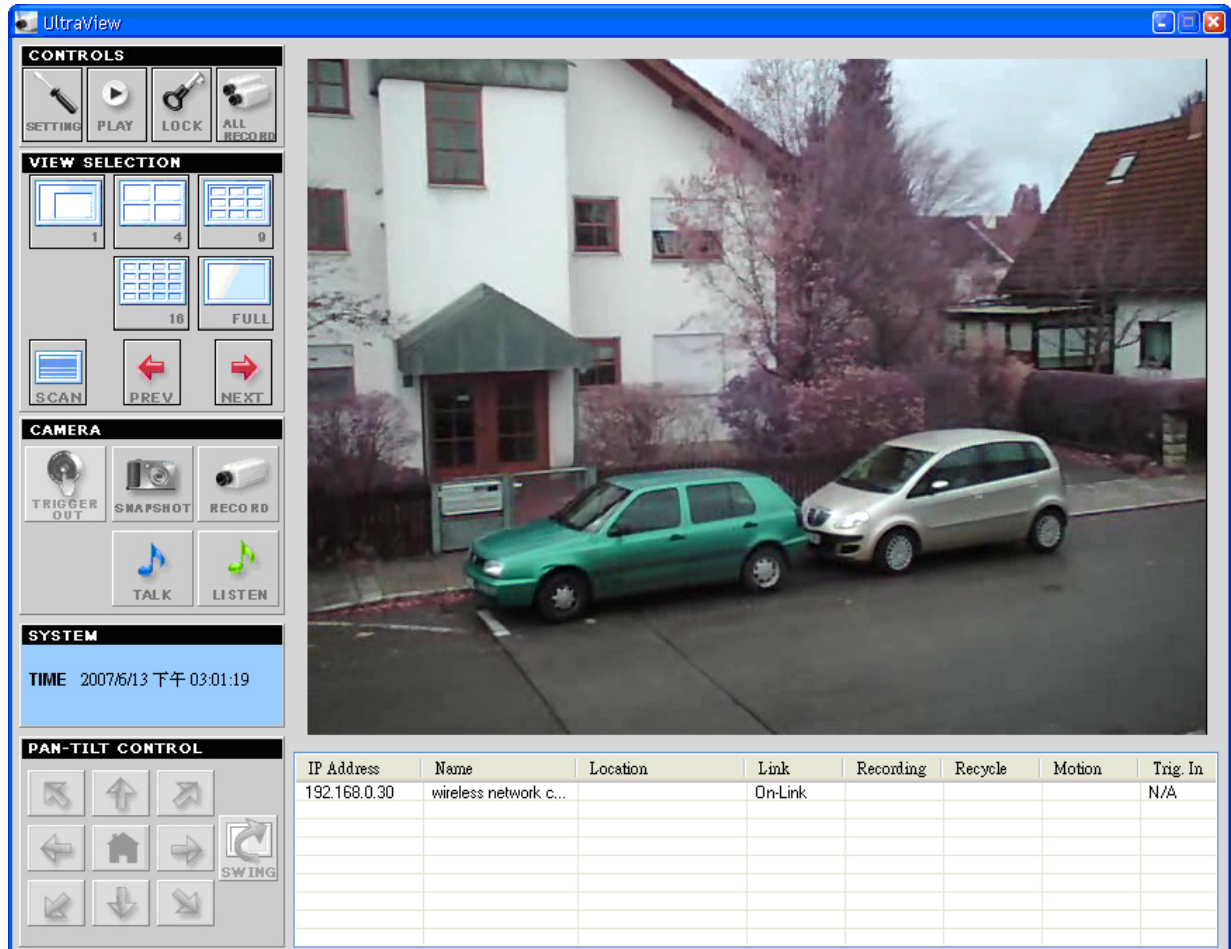 UltraView
CONTROLS
SETTING PLAY LOCK ALL RECORD
VIEW SELECTION
1 4 9
16 FULL
SCAN PREV NEXT
CAMERA
TRIGGER OUT SNAPSHOT RECORD
TALK LISTEN
SYSTEM
TIME 2007/6/13 下午 03:01:19
PAN-TILT CONTROL
SWING
IP Address Name Location Link Recording Recycle Motion Trig. In
192.168.0.30 wireless network c... On-Link N/A